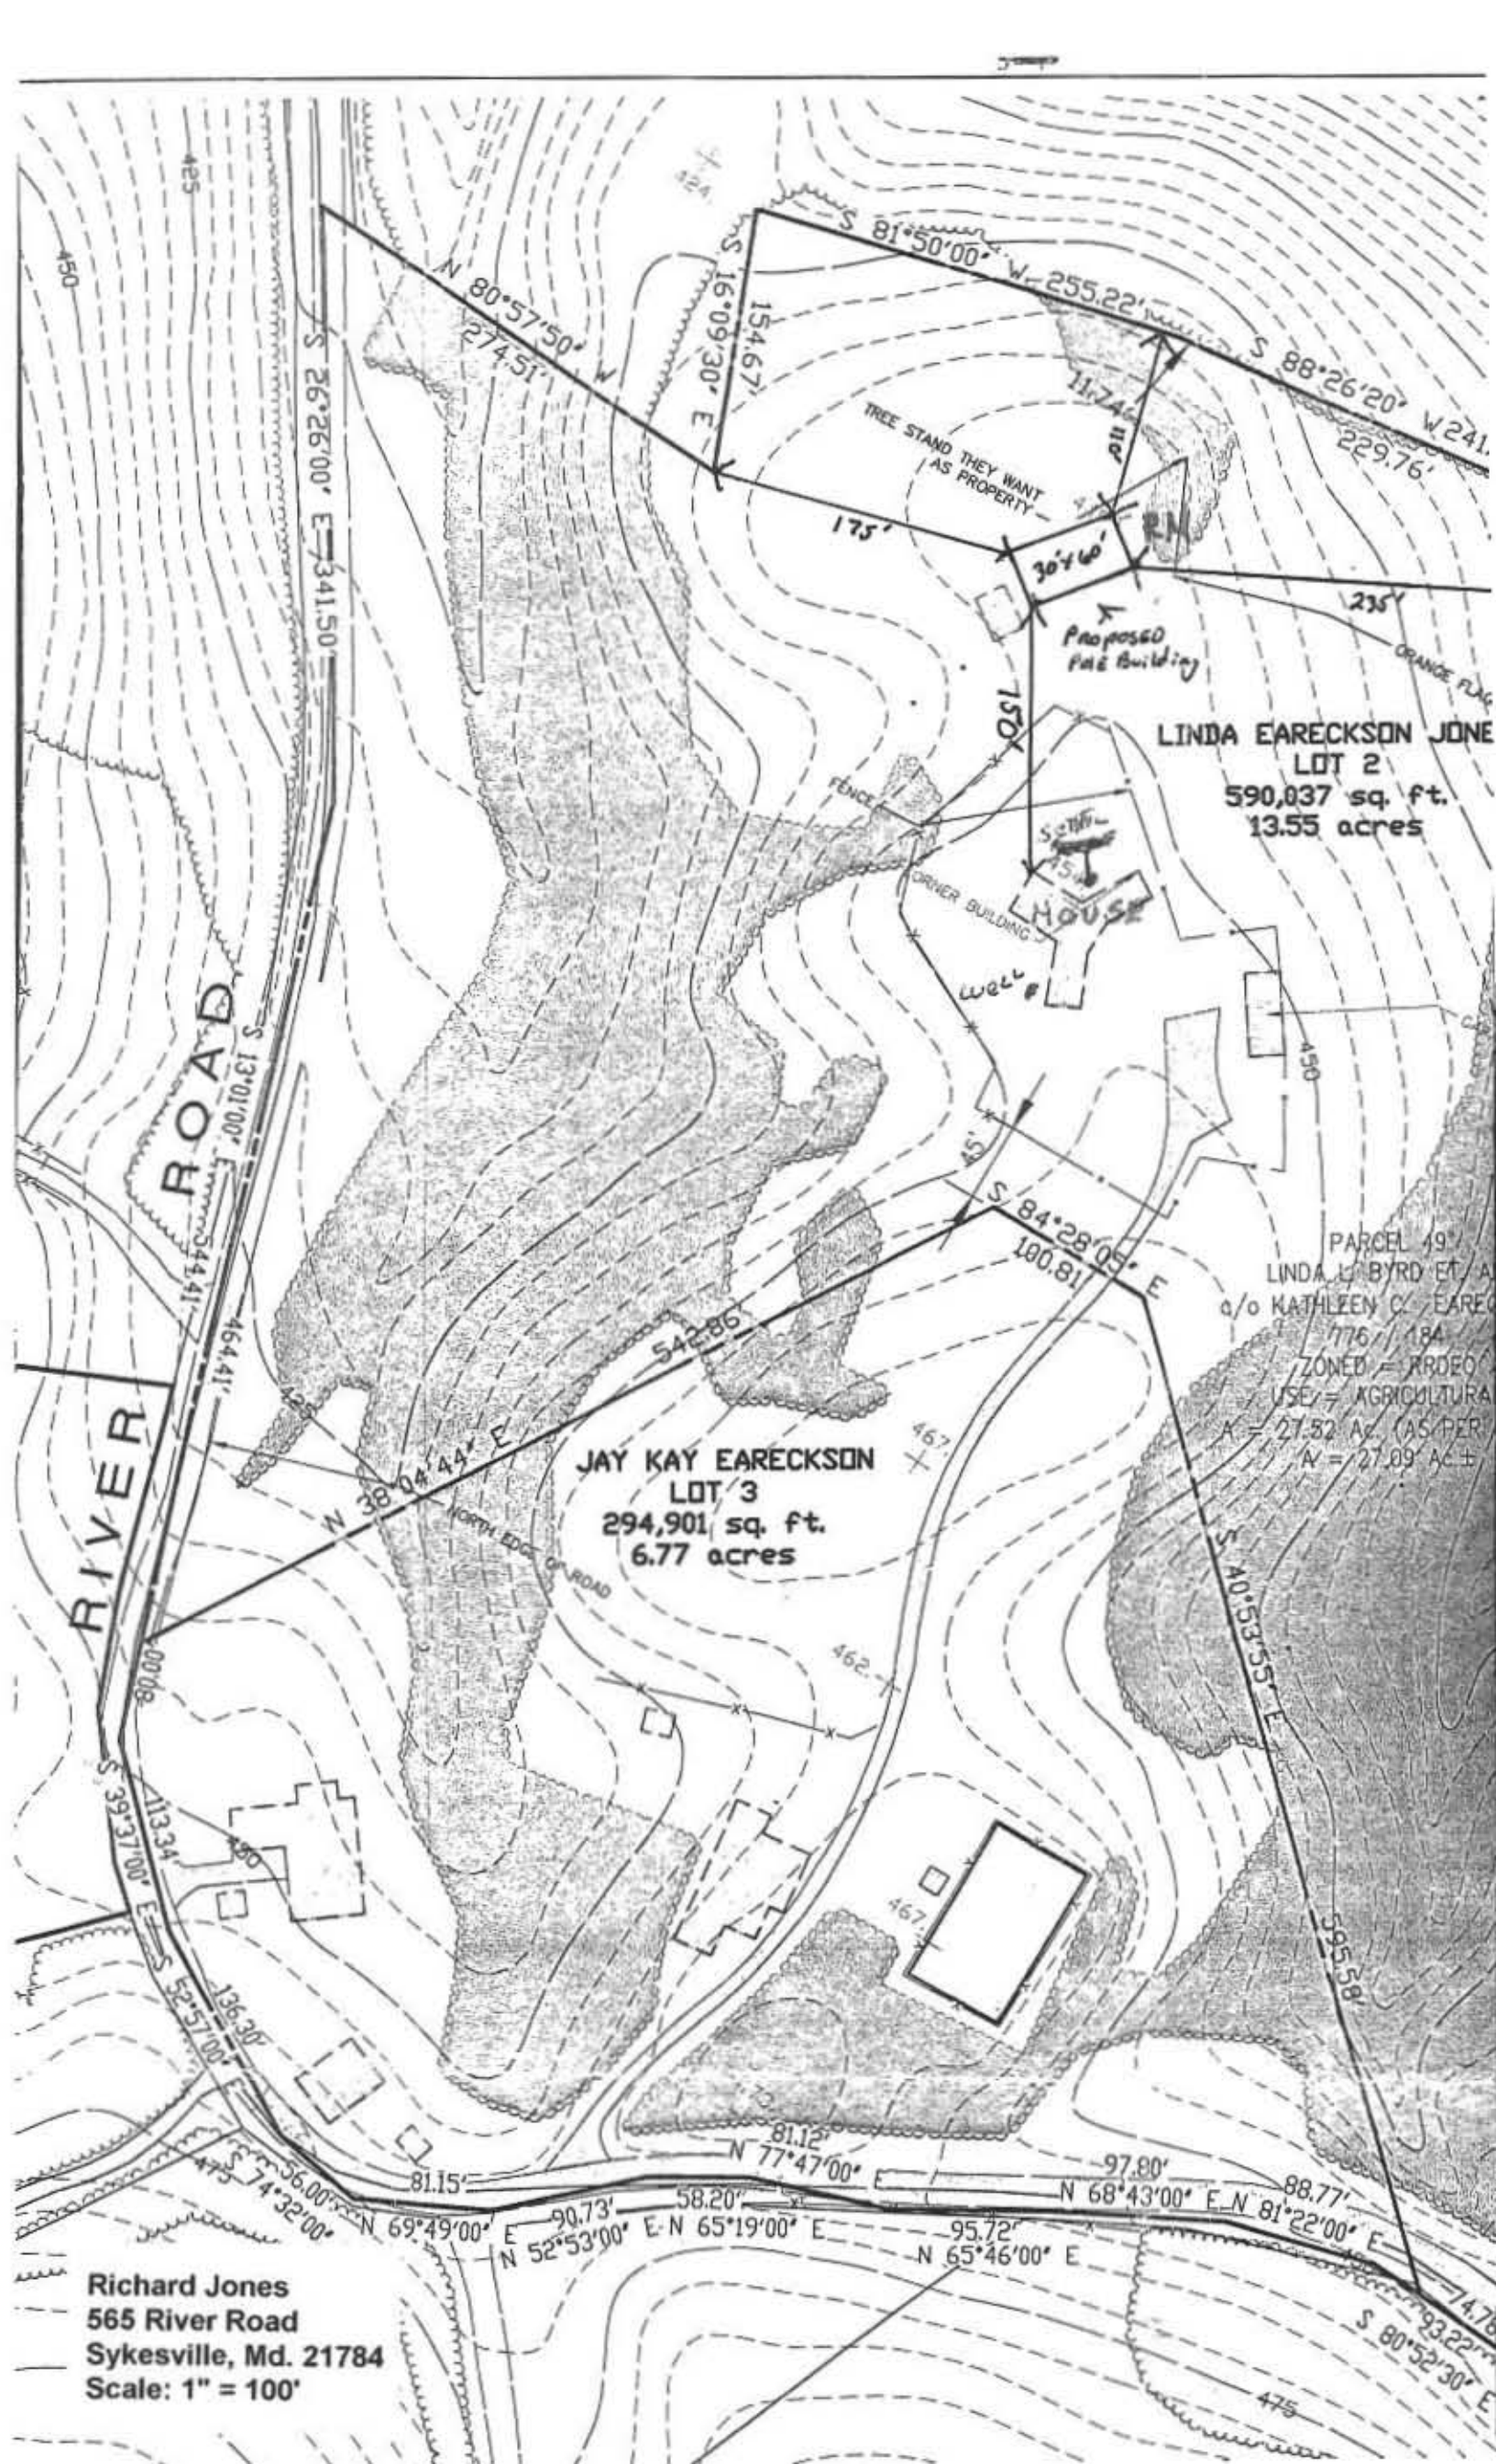 425
450
424.
S 81°50'00" W 255.22'
S 16°09'30" E
154.67'
N 80°57'50" W
274.51'
S 26°26'00" E 341.50'
S 88°26'20" W 241.
229.76'
11.746
110'
TREE STAND THEY WANT
AS PROPERTY
175'
30'x60'
235'
Proposed
Pole Building
ORANGE FLAG
150'
LINDA EARECKSON JONE
LOT 2
590,037 sq. ft.
13.55 acres
FENCE
CORNER BUILDING
HOUSE
WELL
450
ROAD
S 13°01'00" E
544.41'
464.41'
45'
S 84°28'05" E
100.81'
PARCEL 49
LINDA L. BYRD ET. A
c/o KATHLEEN C. EAREC
776 / 184
ZONED = RRDEO
USE = AGRICULTURA
A = 27.52 Ac. (AS PER
A = 27.09 Ac ±
542.86'
N 38°04'44" E
425
467.
JAY KAY EARECKSON
LOT 3
294,901 sq. ft.
6.77 acres
NORTH EDGE OF ROAD
RIVER
80.00'
S 40°53'55" E
595.58'
462.
S 39°37'00" E
113.34'
480
467.
S 52°57'00" E
136.30'
475
S 74°32'00"
56.00'
81.15'
N 69°49'00" E
90.73'
N 52°53'00" E
58.20'
N 65°19'00" E
81.12'
N 77°47'00" E
95.72'
N 65°46'00" E
97.80'
N 68°43'00" E
88.77'
N 81°22'00" E
74.76
93.22'
S 80°52'30" E
475
Richard Jones
565 River Road
Sykesville, Md. 21784
Scale: 1" = 100'